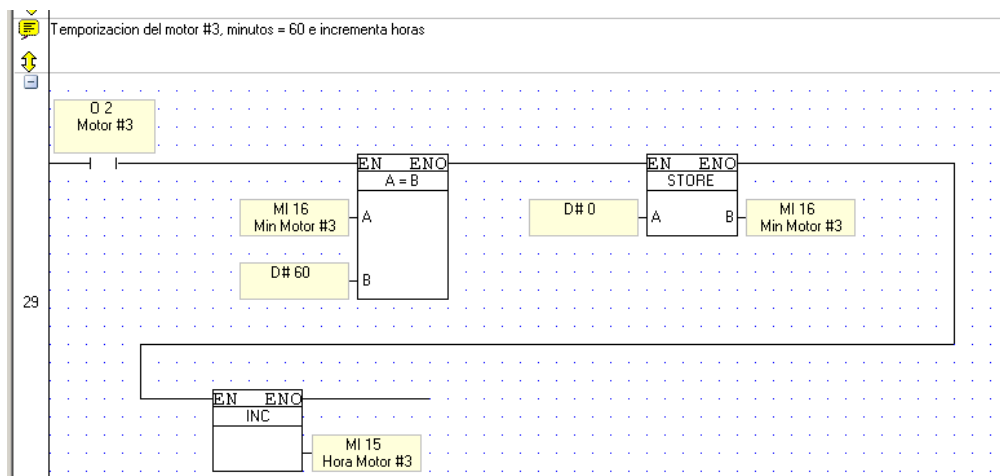 Temporizacion del motor #3, minutos = 60 e incrementa horas
O 2
Motor #3
EN ENO
A = B
MI 16
Min Motor #3
A
D# 60
B
EN ENO
STORE
D# 0
A
B
MI 16
Min Motor #3
29
EN ENO
INC
MI 15
Hora Motor #3